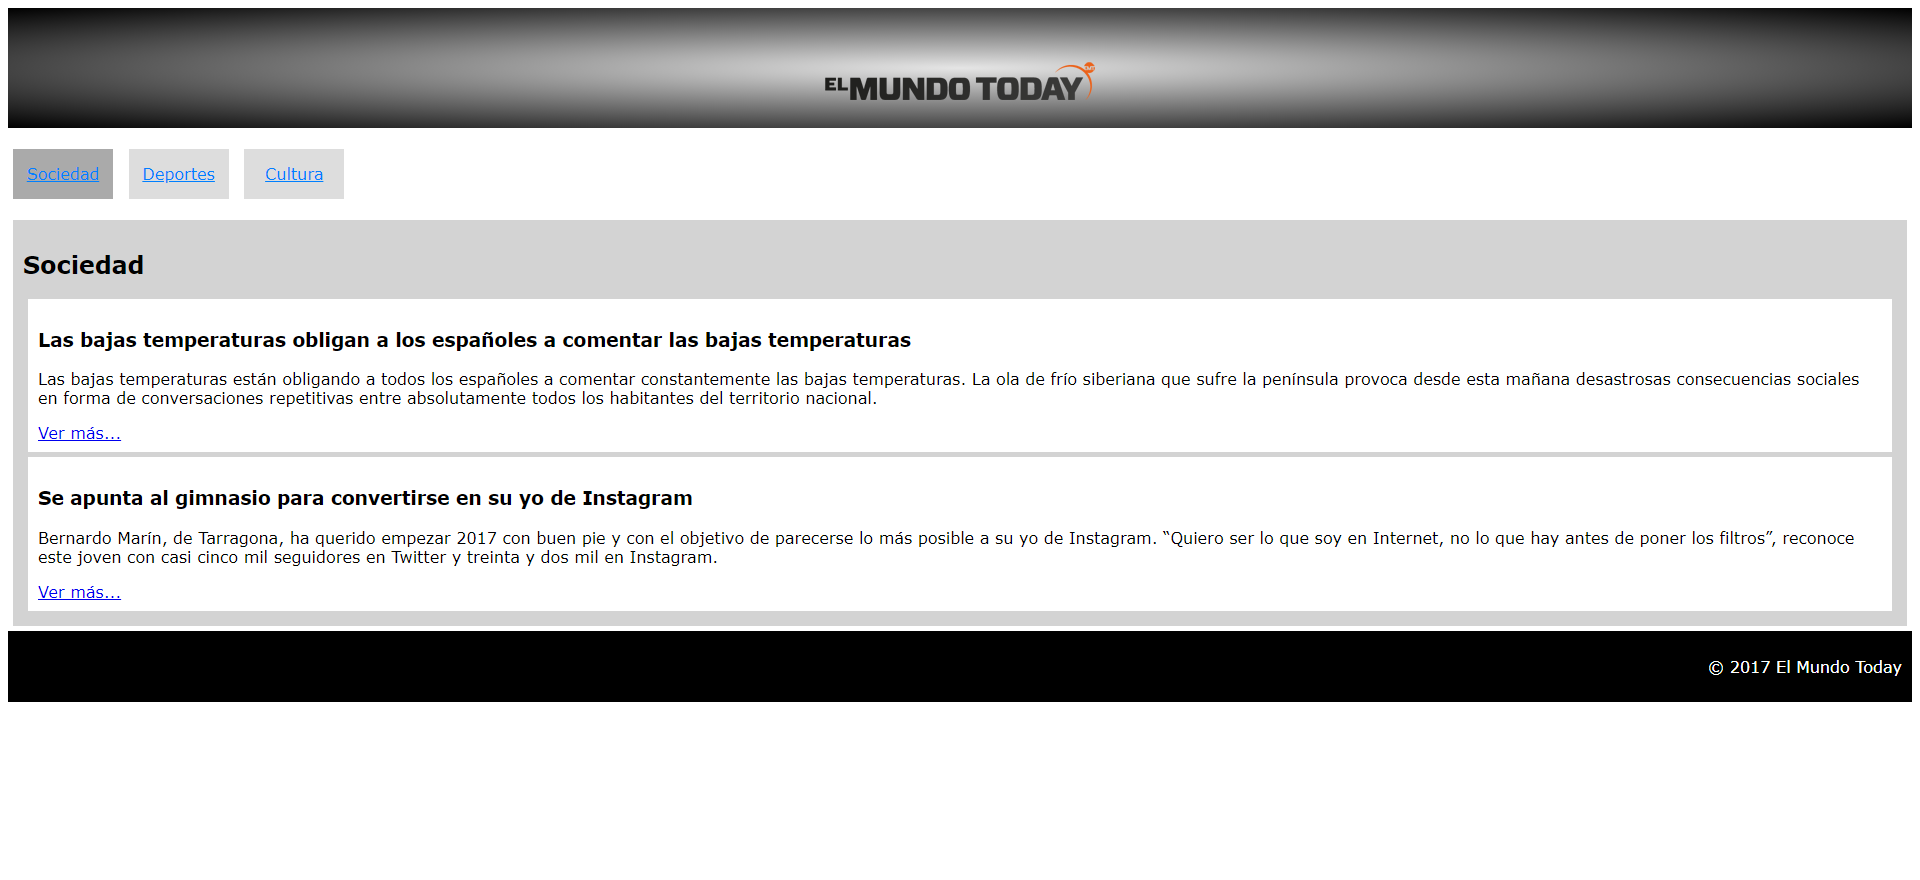 EL MUNDO TODAY
Sociedad
Deportes
Cultura
Sociedad
Las bajas temperaturas obligan a los españoles a comentar las bajas temperaturas
Las bajas temperaturas están obligando a todos los españoles a comentar constantemente las bajas temperaturas. La ola de frío siberiana que sufre la península provoca desde esta mañana desastrosas consecuencias sociales
en forma de conversaciones repetitivas entre absolutamente todos los habitantes del territorio nacional.
Ver más...
Se apunta al gimnasio para convertirse en su yo de Instagram
Bernardo Marín, de Tarragona, ha querido empezar 2017 con buen pie y con el objetivo de parecerse lo más posible a su yo de Instagram. “Quiero ser lo que soy en Internet, no lo que hay antes de poner los filtros”, reconoce
este joven con casi cinco mil seguidores en Twitter y treinta y dos mil en Instagram.
Ver más...
© 2017 El Mundo Today